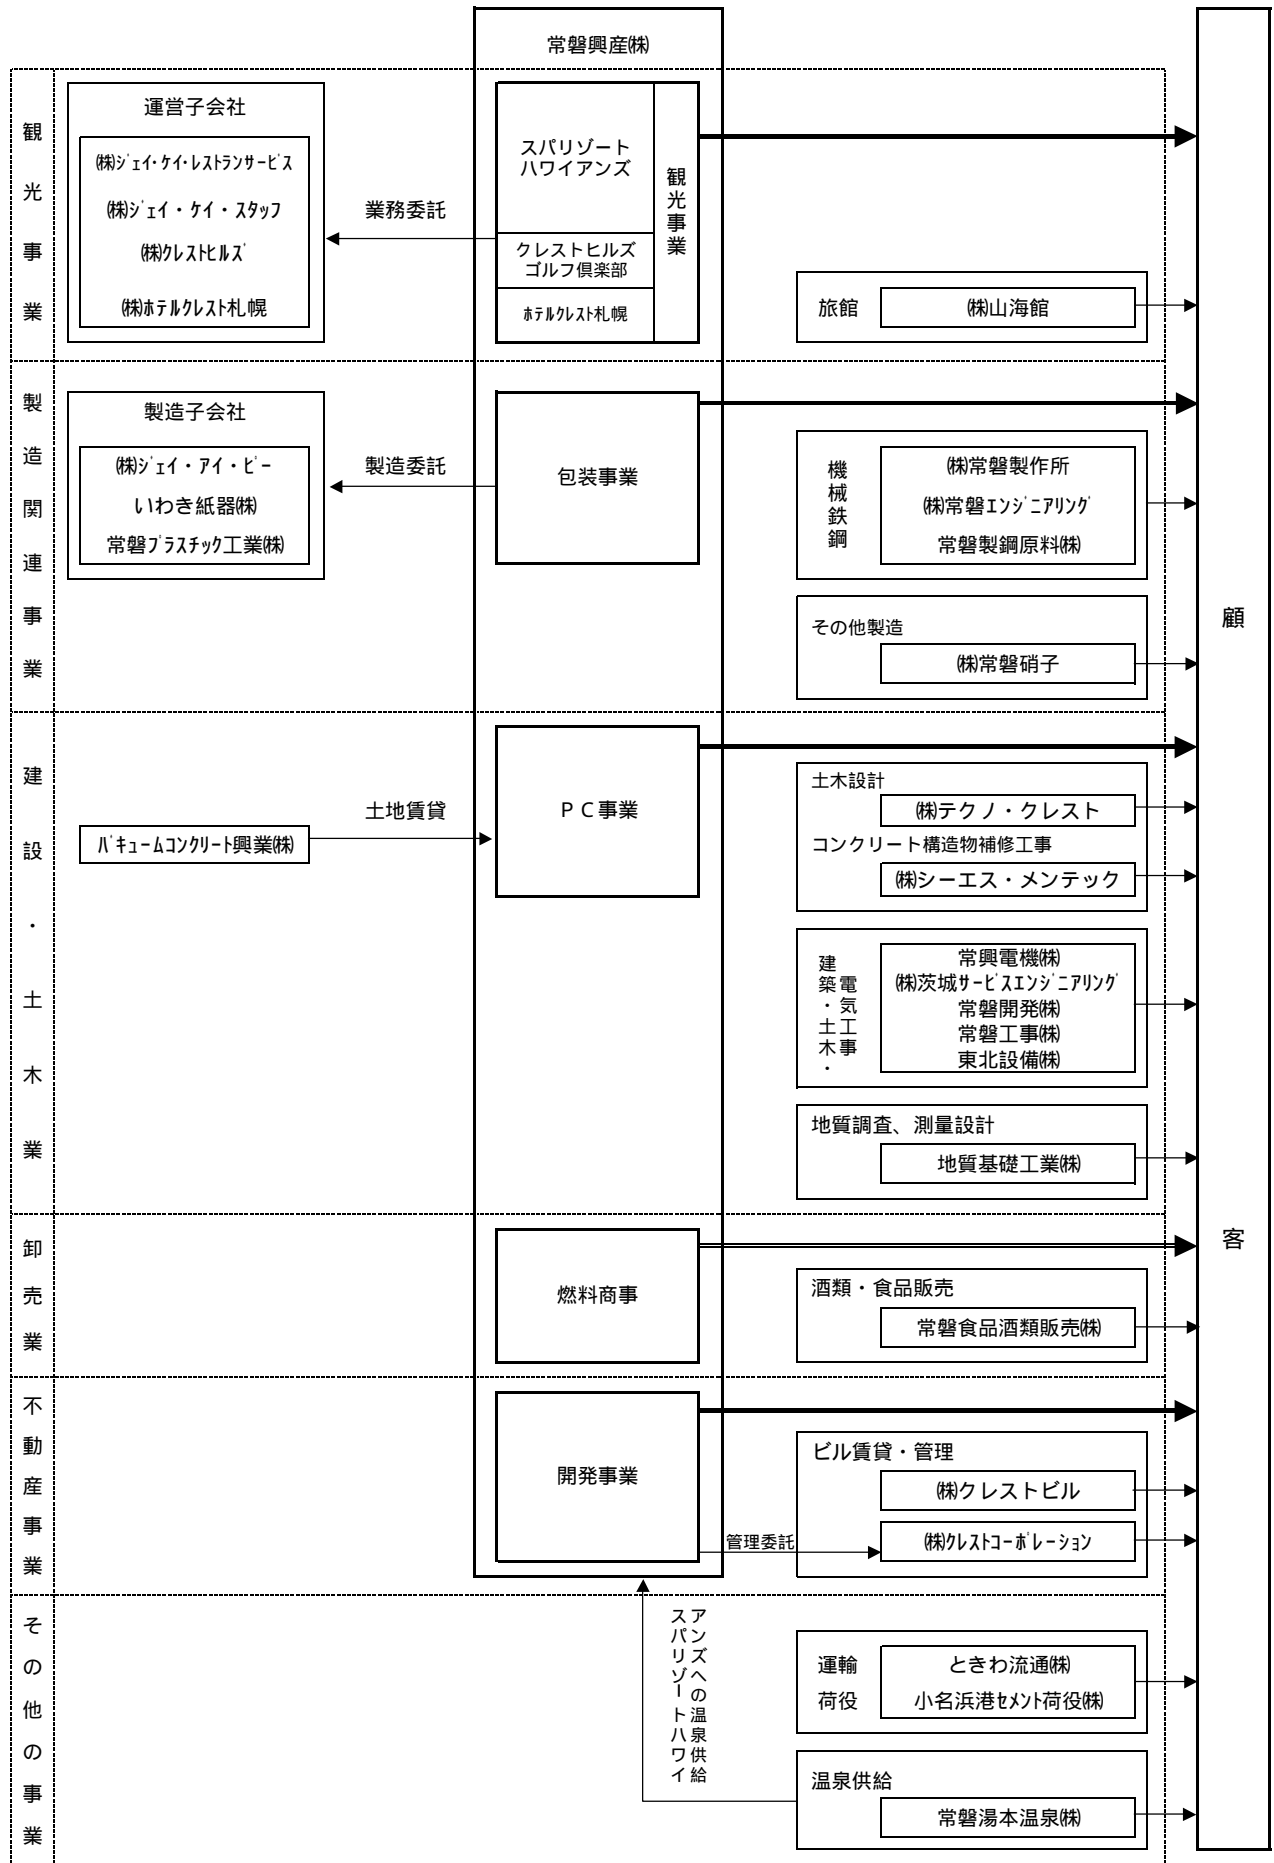 常磐興産㈱
観光事業
運営子会社
㈱ｼﾞｪｲ・ｹｲ・ﾚｽﾄﾗﾝｻｰﾋﾞｽ
㈱ｼﾞｪｲ・ｹｲ・ｽﾀｯﾌ
㈱ｸﾚｽﾄﾋﾙｽﾞ
㈱ﾎﾃﾙｸﾚｽﾄ札幌
業務委託
スパリゾート
ハワイアンズ
クレストヒルズ
ゴルフ倶楽部
ﾎﾃﾙｸﾚｽﾄ札幌
観光事業
旅館
㈱山海館
製造関連事業
製造子会社
㈱ｼﾞｪｲ・ｱｲ・ﾋﾟｰ
いわき紙器㈱
常磐ﾌﾟﾗｽﾁｯｸ工業㈱
製造委託
包装事業
機械鉄鋼
㈱常磐製作所
㈱常磐ｴﾝｼﾞﾆｱﾘﾝｸﾞ
常磐製鋼原料㈱
その他製造
㈱常磐硝子
建設・土木業
ﾊﾞｷｭｰﾑｺﾝｸﾘｰﾄ興業㈱
土地賃貸
ＰＣ事業
土木設計
㈱テクノ・クレスト
コンクリート構造物補修工事
㈱シーエス・メンテック
建築・土木・
電気工事
常興電機㈱
㈱茨城ｻｰﾋﾞｽｴﾝｼﾞﾆｱﾘﾝｸﾞ
常磐開発㈱
常磐工事㈱
東北設備㈱
地質調査、測量設計
地質基礎工業㈱
卸売業
燃料商事
酒類・食品販売
常磐食品酒類販売㈱
不動産事業
開発事業
管理委託
ビル賃貸・管理
㈱クレストビル
㈱ｸﾚｽﾄｺｰﾎﾟﾚｰｼｮﾝ
その他の事業
スパリゾートハワイ
アンズへの温泉供給
運輸
荷役
ときわ流通㈱
小名浜港ｾﾒﾝﾄ荷役㈱
温泉供給
常磐湯本温泉㈱
顧客